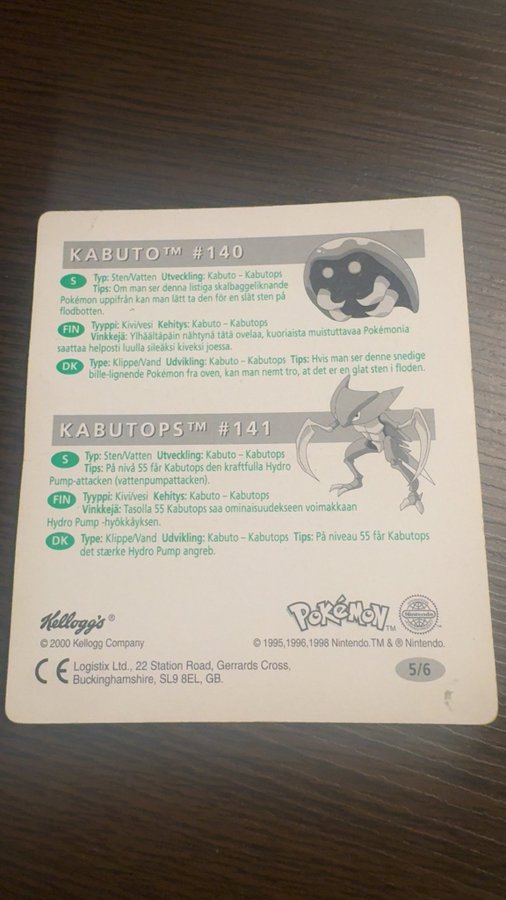 KABUTO™ #140
S Typ: Sten/Vatten Utveckling: Kabuto – Kabutops
Tips: Om man ser denna listiga skalbaggeliknande
Pokémon uppifrån kan man lätt ta den för en slät sten på
flodbotten.
FIN Tyyppi: Kivi/vesi Kehitys: Kabuto – Kabutops
Vinkkejä: Ylhäältäpäin nähtynä tätä ovelaa, kuoriaista muistuttavaa Pokémonia
saattaa helposti luulla sileäksi kiveksi joessa.
DK Type: Klippe/Vand Udvikling: Kabuto – Kabutops Tips: Hvis man ser denne snedige
bille-lignende Pokémon fra oven, kan man nemt tro, at det er en glat sten i floden.
KABUTOPS™ #141
S Typ: Sten/Vatten Utveckling: Kabuto – Kabutops
Tips: På nivå 55 får Kabutops den kraftfulla Hydro
Pump-attacken (vattenpumpattacken).
FIN Tyyppi: Kivi/vesi Kehitys: Kabuto – Kabutops
Vinkkejä: Tasolla 55 Kabutops saa ominaisuudekseen voimakkaan
Hydro Pump -hyökkäyksen.
DK Type: Klippe/Vand Udvikling: Kabuto – Kabutops Tips: På niveau 55 får Kabutops
det stærke Hydro Pump angreb.
Kellogg's®
© 2000 Kellogg Company
POKéMON™
© 1995,1996,1998 Nintendo.TM & ® Nintendo.
CE Logistix Ltd., 22 Station Road, Gerrards Cross,
Buckinghamshire, SL9 8EL, GB.
5/6